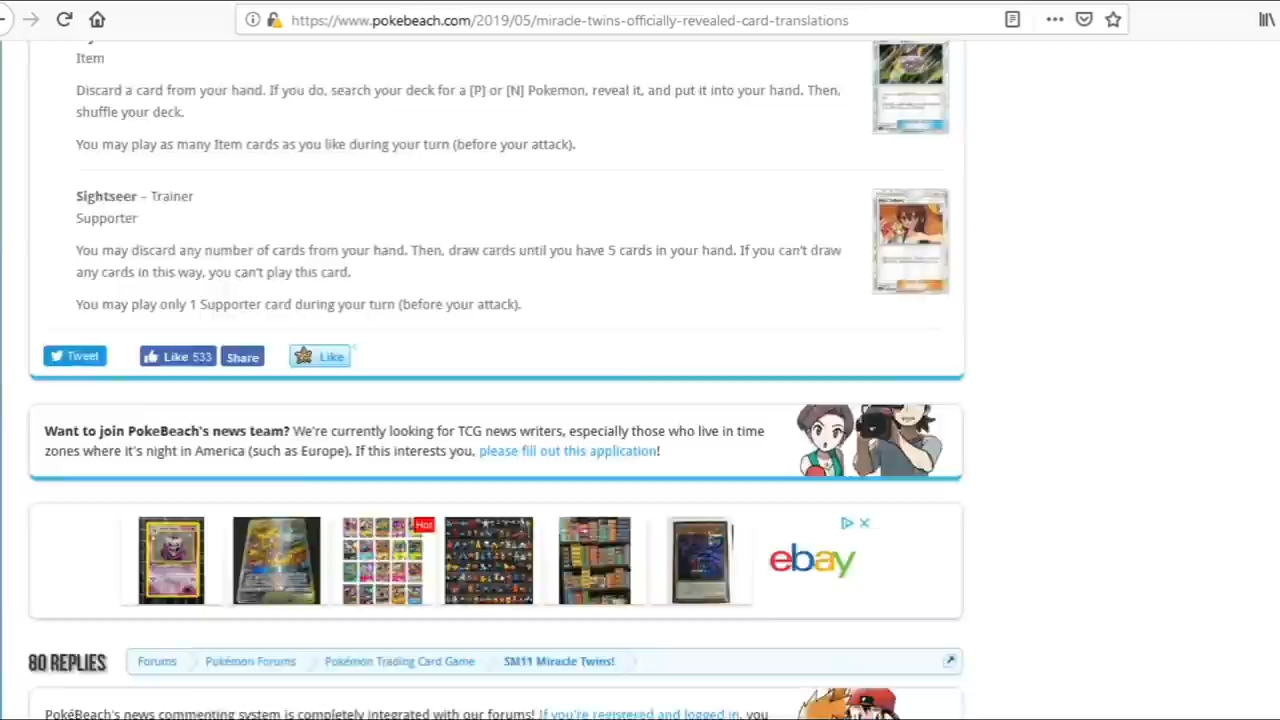 https://www.pokebeach.com/2019/05/miracle-twins-officially-revealed-card-translations
Item
Discard a card from your hand. If you do, search your deck for a [P] or [N] Pokemon, reveal it, and put it into your hand. Then,
shuffle your deck.
You may play as many Item cards as you like during your turn (before your attack).
Sightseer – Trainer
Supporter
You may discard any number of cards from your hand. Then, draw cards until you have 5 cards in your hand. If you can't draw
any cards in this way, you can't play this card.
You may play only 1 Supporter card during your turn (before your attack).
Tweet
Like 533
Share
Like
Want to join PokeBeach's news team? We're currently looking for TCG news writers, especially those who live in time
zones where it's night in America (such as Europe). If this interests you, please fill out this application!
Hot
ebay
80 REPLIES
Forums
Pokémon Forums
Pokémon Trading Card Game
SM11 Miracle Twins!
PokéBeach's news commenting system is completely integrated with our forums! If you're registered and logged in, you